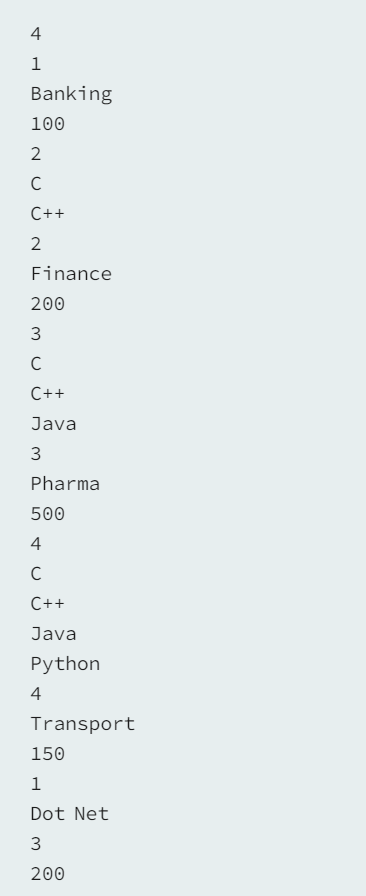 4
1
Banking
100
2
C
C++
2
Finance
200
3
C
C++
Java
3
Pharma
500
4
C
C++
Java
Python
4
Transport
150
1
Dot Net
3
200